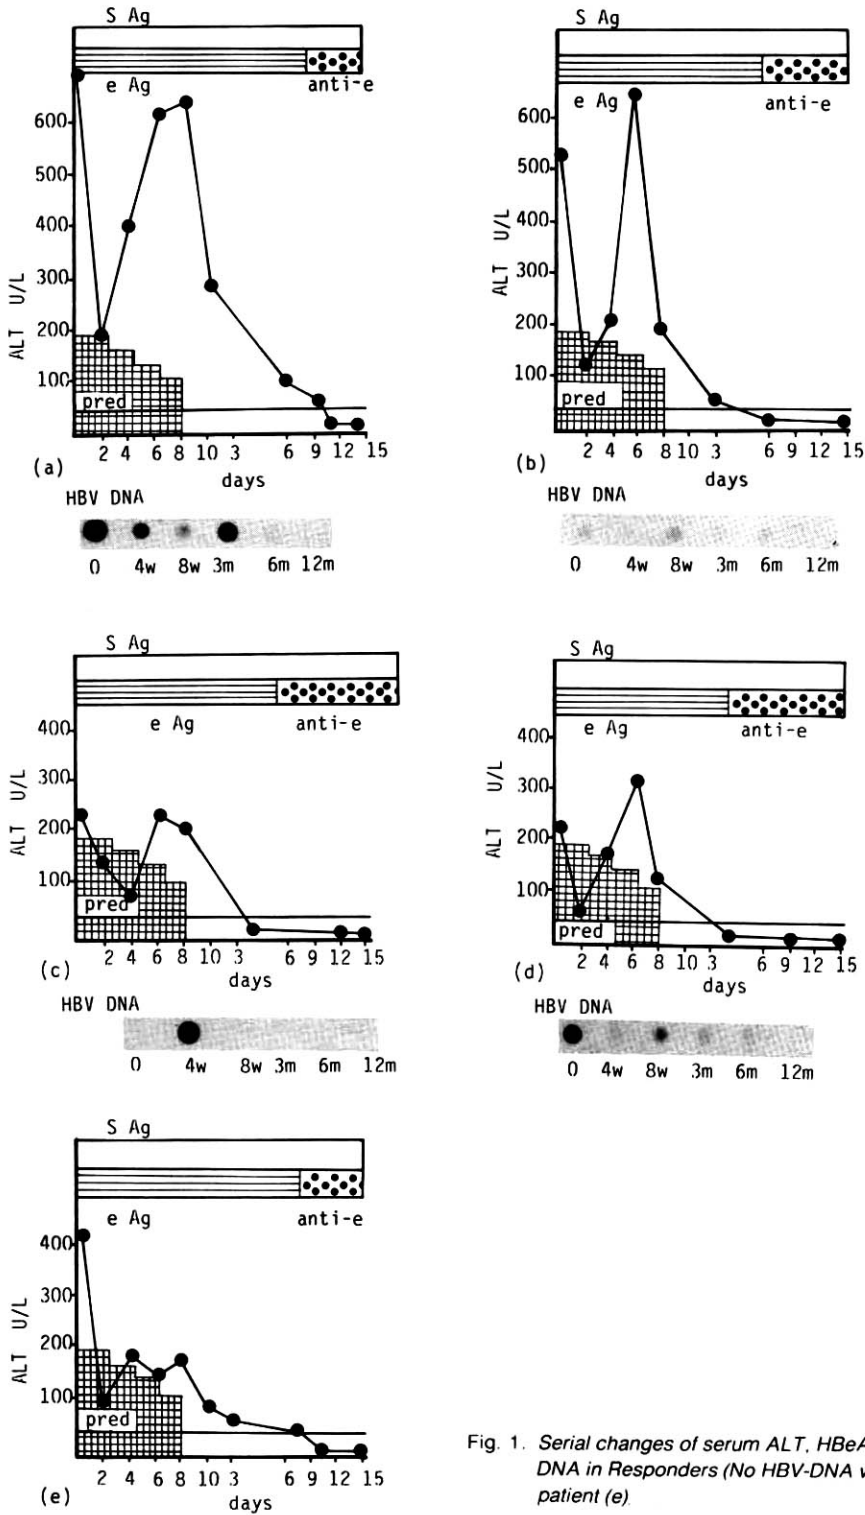 S Ag
e Ag anti-e
600
500
400
300
200
100
ALT U/L
pred
2 4 6 8 10 3 6 9 12 15
(a)
days
HBV DNA
0 4w 8w 3m 6m 12m
S Ag
e Ag anti-e
600
500
400
300
200
100
ALT U/L
pred
2 4 6 8 10 3 6 9 12 15
(b)
days
HBV DNA
0 4w 8w 3m 6m 12m
S Ag
e Ag anti-e
400
300
200
100
ALT U/L
pred
2 4 6 8 10 3 6 9 12 15
(c)
days
HBV DNA
0 4w 8w 3m 6m 12m
S Ag
e Ag anti-e
400
300
200
100
ALT U/L
pred
2 4 6 8 10 3 6 9 12 15
(d)
days
HBV DNA
0 4w 8w 3m 6m 12m
S Ag
e Ag anti-e
400
300
200
100
ALT U/L
pred
2 4 6 8 10 3 6 9 12 15
(e)
days
Fig. 1. Serial changes of serum ALT, HBeA
DNA in Responders (No HBV-DNA
patient (e)